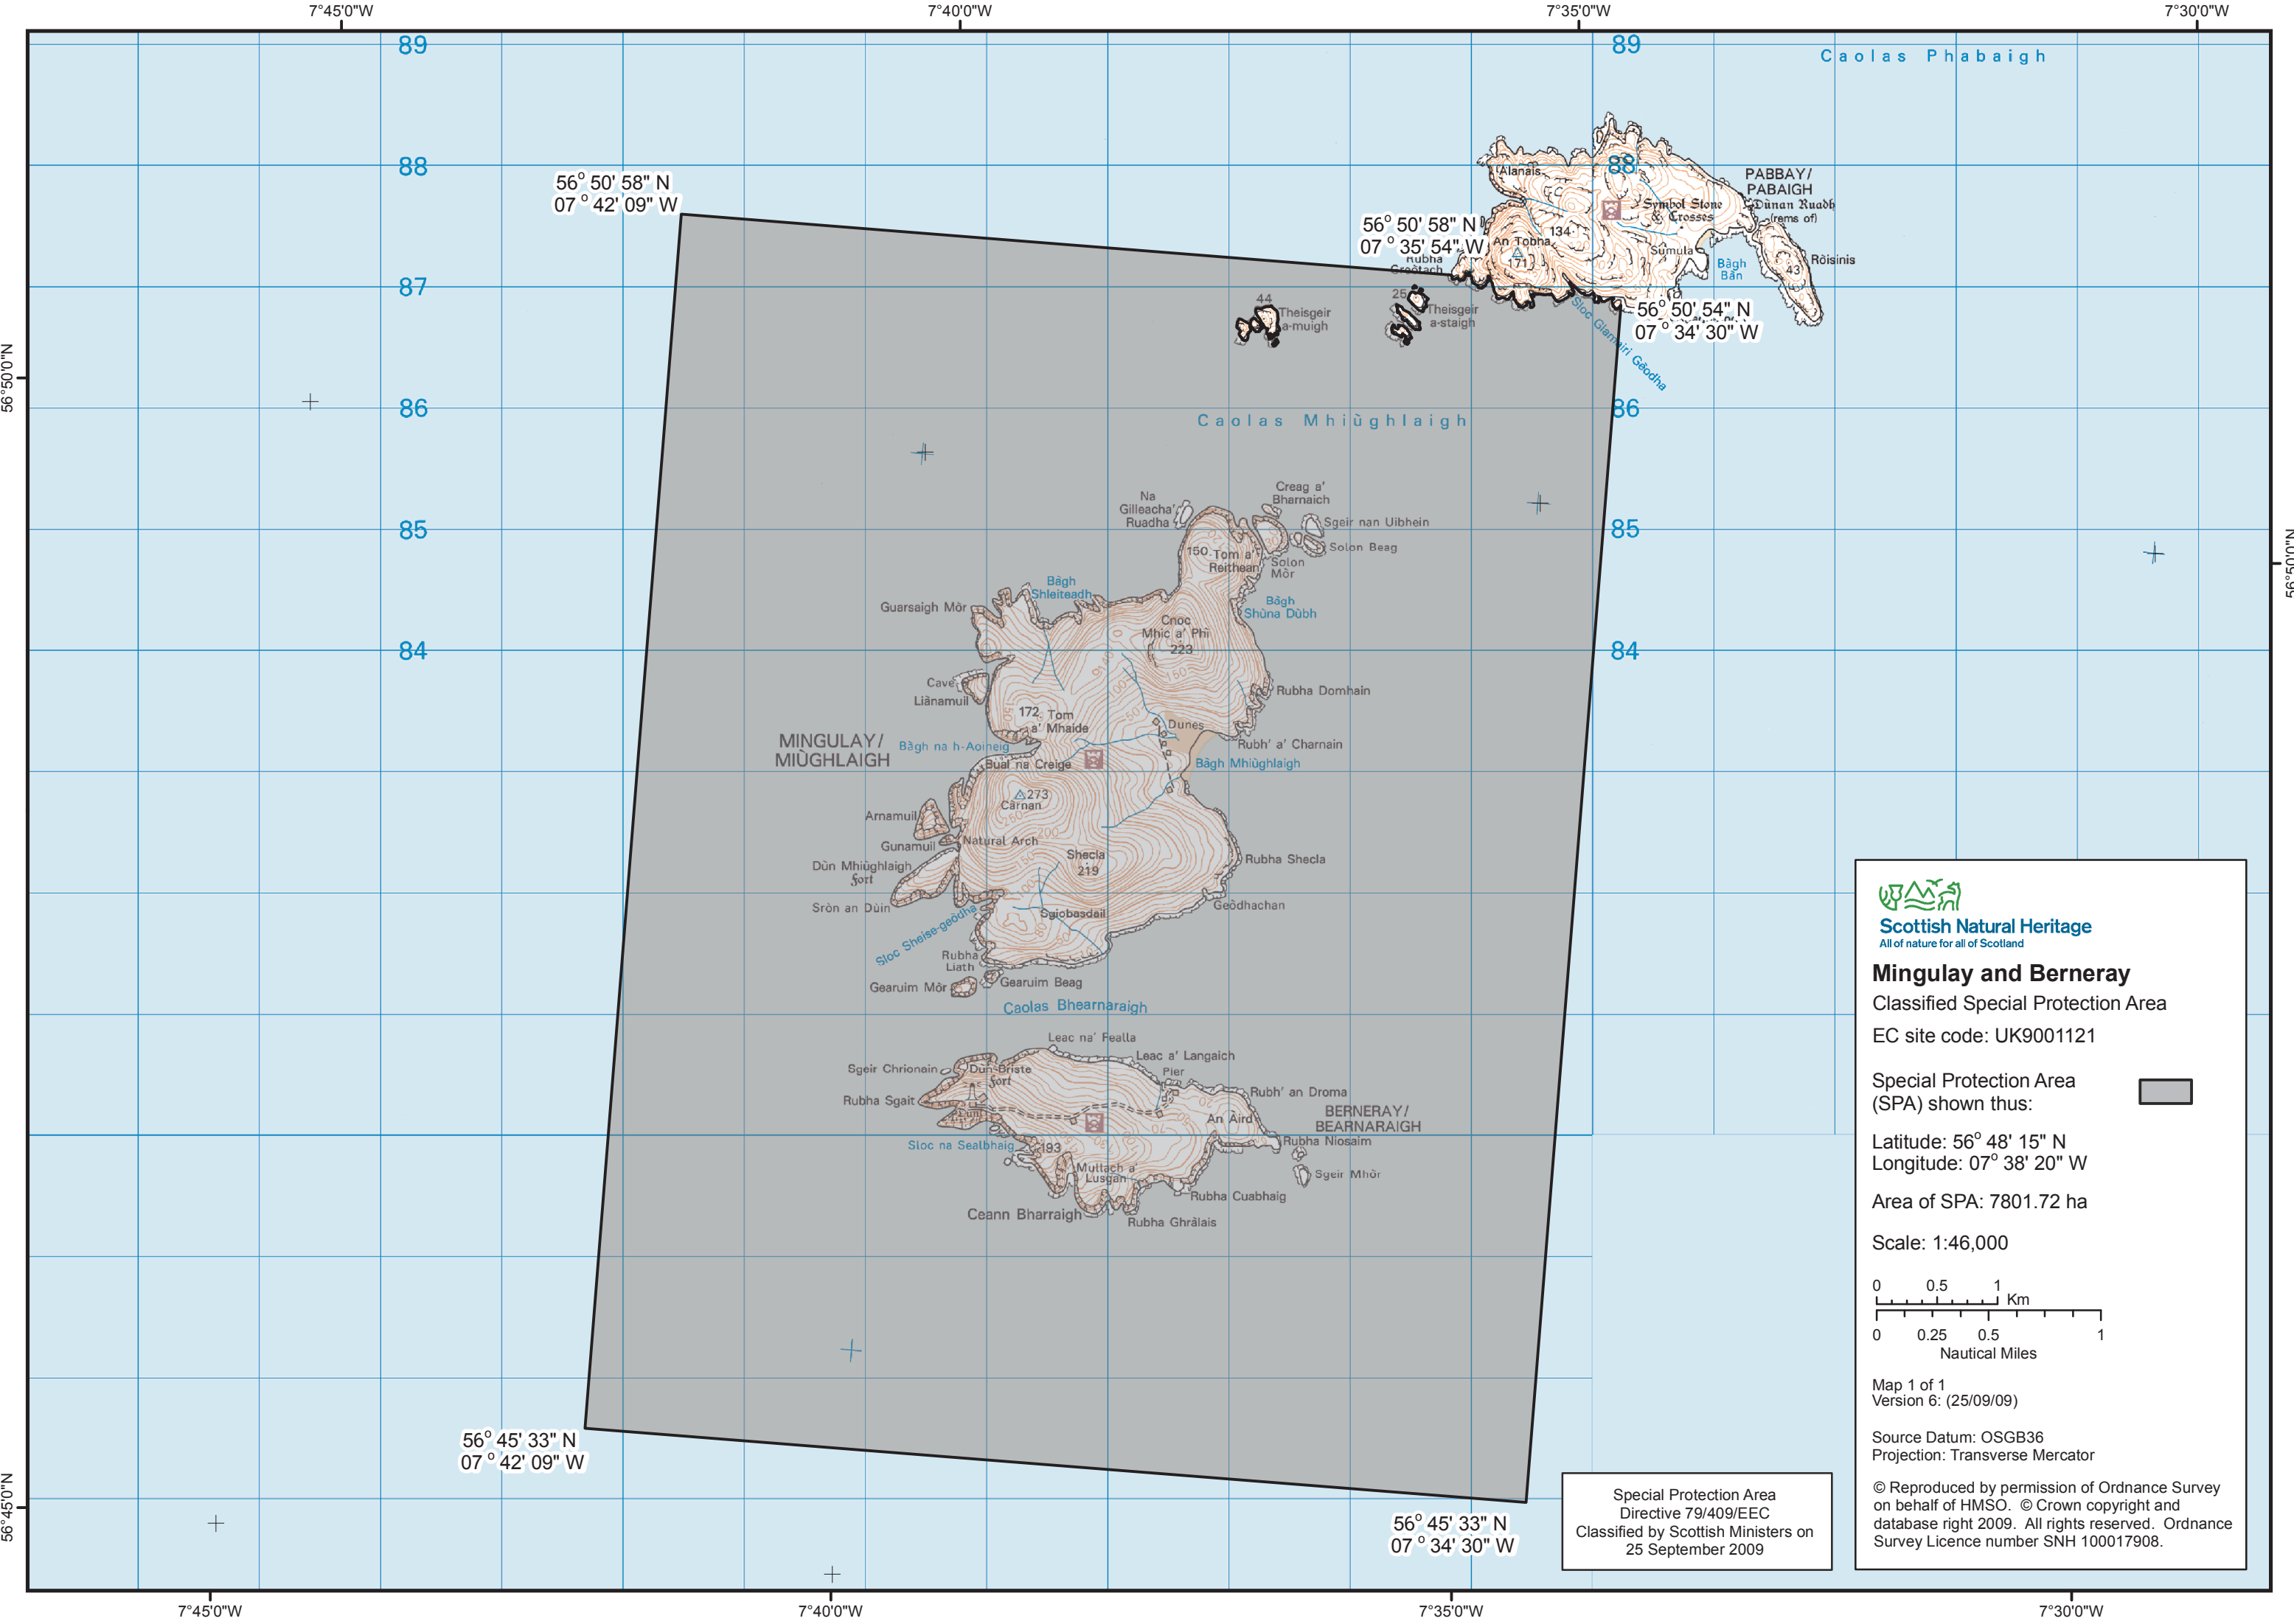 7°45'0"W
7°40'0"W
7°35'0"W
7°30'0"W
89
89
Caolas Phabaigh
88
88
56° 50' 58" N
07° 42' 09" W
Alanais
PABBAY/
PABAIGH
Symbol Stone
& Crosses
Dùnan Ruadh
(rems of)
56° 50' 58" N
07° 35' 54" W
134
An Tobha
171
Sùmula
Bàgh
Bàn
Ròisinis
43
Rubha
Greòtach
87
44
Theisgeir
a-muigh
25
Theisgeir
a-staigh
56° 50' 54" N
07° 34' 30" W
56°50'0"N
86
86
Caolas Mhiùghlaigh
85
85
Na
Gilleacha'
Ruadha
Creag a'
Bharnaich
Sgeir nan Uibhein
Solon Beag
150
Tom a'
Reithean
Solon
Mòr
56°50'0"N
Bàgh
Shleiteadh
Guarsaigh Mòr
Bàgh
Shùna Dùbh
Cnoc
Mhic a' Phì
223
84
84
Cave
Liànamuil
Rubha Domhain
172
Tom
a' Mhaide
Dunes
MINGULAY/
MIÙGHLAIGH
Bàgh na h-Aoineig
Rubh' a' Charnain
Bual na Creige
Bàgh Mhiùghlaigh
273
Càrnan
Arnamuil
Gunamuil
Natural Arch
200
Dùn Mhiùghlaigh
Fort
Shecla
219
Rubha Shecla
Sròn an Dùin
Sloc Sheise-geodha
Sgiobasdail
Geòdhachan
Rubha
Liath
Gearuim Mòr
Gearuim Beag
Caolas Bhearnaraigh
Leac na' Fealla
Leac a' Langaich
Pier
Sgeir Chrionain
Dùn Briste
Fort
Rubha Sgait
Dun
Rubh' an Droma
BERNERAY/
BEARNARAIGH
An Àird
Rubha Niosaim
Sloc na Sealbhaig
193
Mullach a'
Lusgan
Sgeir Mhòr
Rubha Cuabhaig
Ceann Bharraigh
Rubha Ghràlais
56° 45' 33" N
07° 42' 09" W
56° 45' 33" N
07° 34' 30" W
56°45'0"N
Special Protection Area
Directive 79/409/EEC
Classified by Scottish Ministers on
25 September 2009
Scottish Natural Heritage
All of nature for all of Scotland
Mingulay and Berneray
Classified Special Protection Area
EC site code: UK9001121
Special Protection Area
(SPA) shown thus:
Latitude: 56° 48' 15" N
Longitude: 07° 38' 20" W
Area of SPA: 7801.72 ha
Scale: 1:46,000
0 0.5 1
Km
0 0.25 0.5 1
Nautical Miles
Map 1 of 1
Version 6: (25/09/09)
Source Datum: OSGB36
Projection: Transverse Mercator
© Reproduced by permission of Ordnance Survey
on behalf of HMSO. © Crown copyright and
database right 2009. All rights reserved. Ordnance
Survey Licence number SNH 100017908.
7°45'0"W
7°40'0"W
7°35'0"W
7°30'0"W